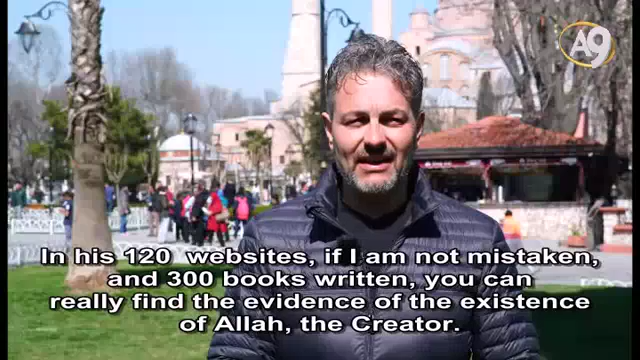 A9
In his 120 websites, if I am not mistaken,
and 300 books written, you can
really find the evidence of the existence
of Allah, the Creator.